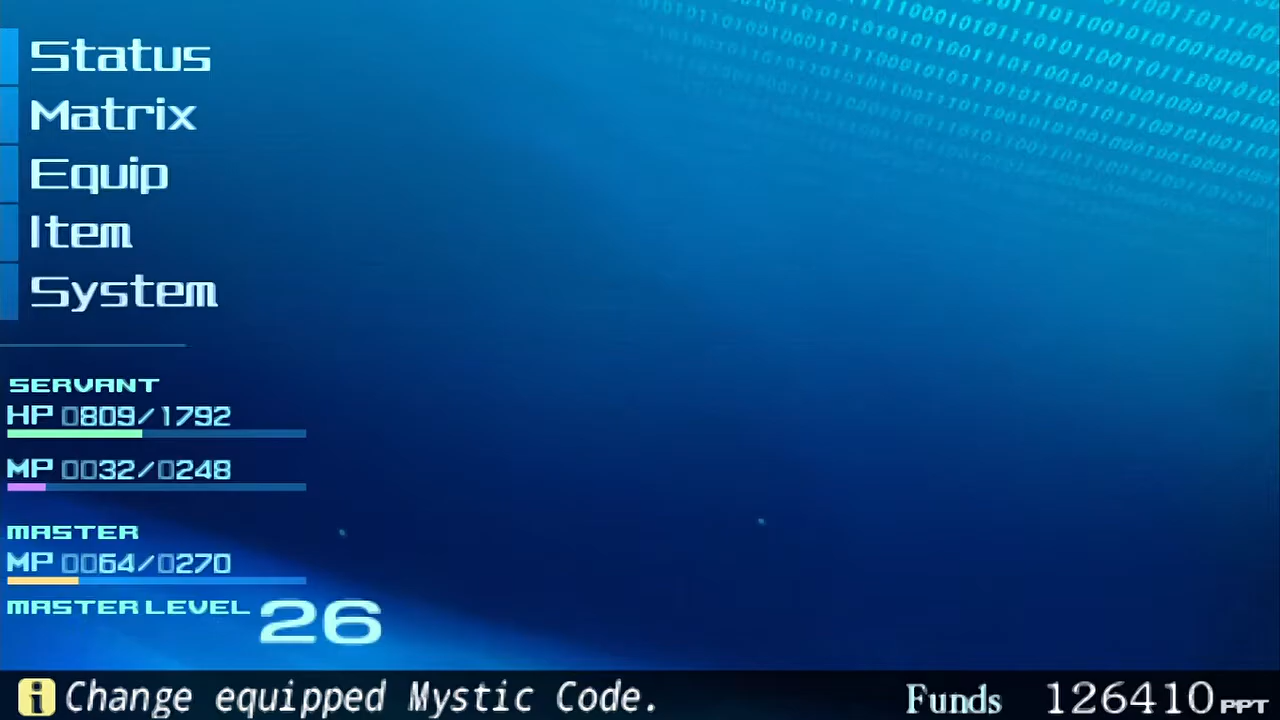 Status
Matrix
Equip
Item
System
SERVANT
HP 0809/1792
MP 0032/0248
MASTER
MP 0064/0270
MASTER LEVEL 26
i Change equipped Mystic Code.
Funds 126410 PPT